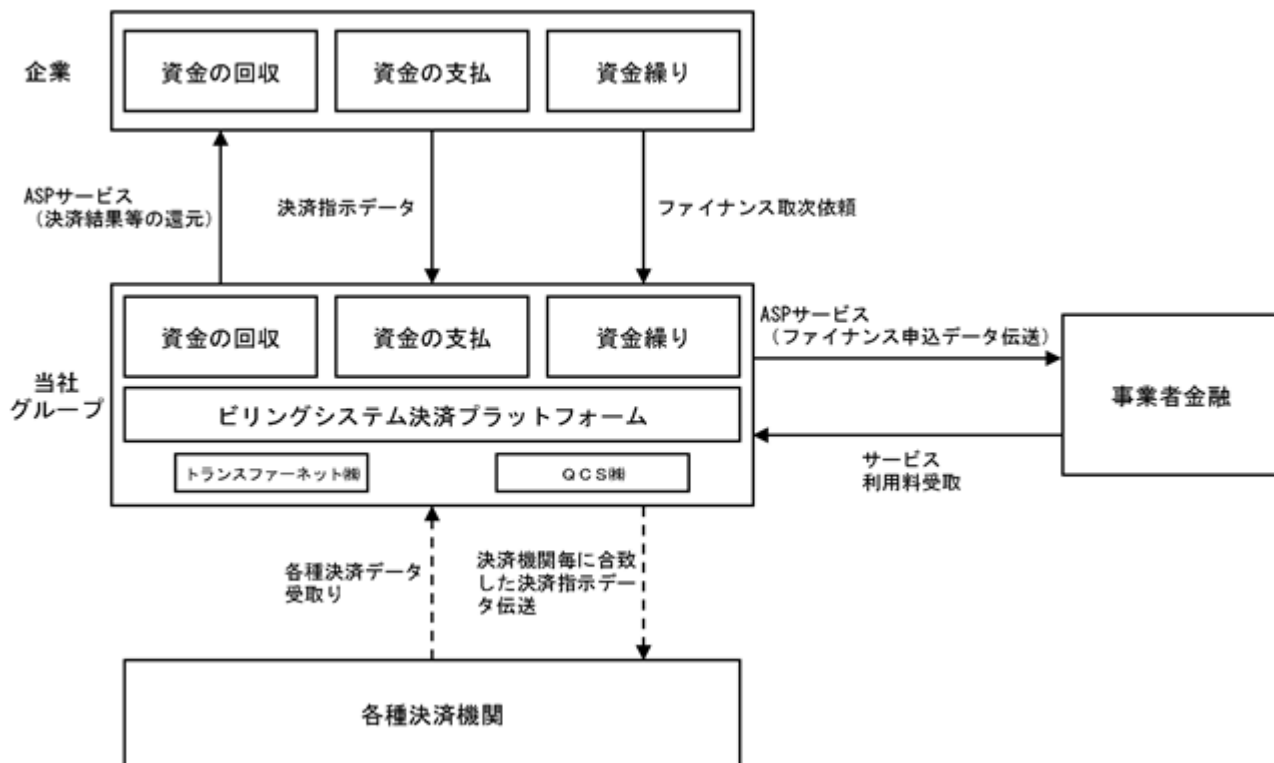 企業
資金の回収
資金の支払
資金繰り
ASPサービス
（決済結果等の還元）
決済指示データ
ファイナンス取次依頼
当社
グループ
資金の回収
資金の支払
資金繰り
ビリングシステム決済プラットフォーム
トランスファーネット㈱
ＱＣＳ㈱
ASPサービス
（ファイナンス申込データ伝送）
事業者金融
サービス
利用料受取
各種決済データ
受取り
決済機関毎に合致
した決済指示デー
タ伝送
各種決済機関